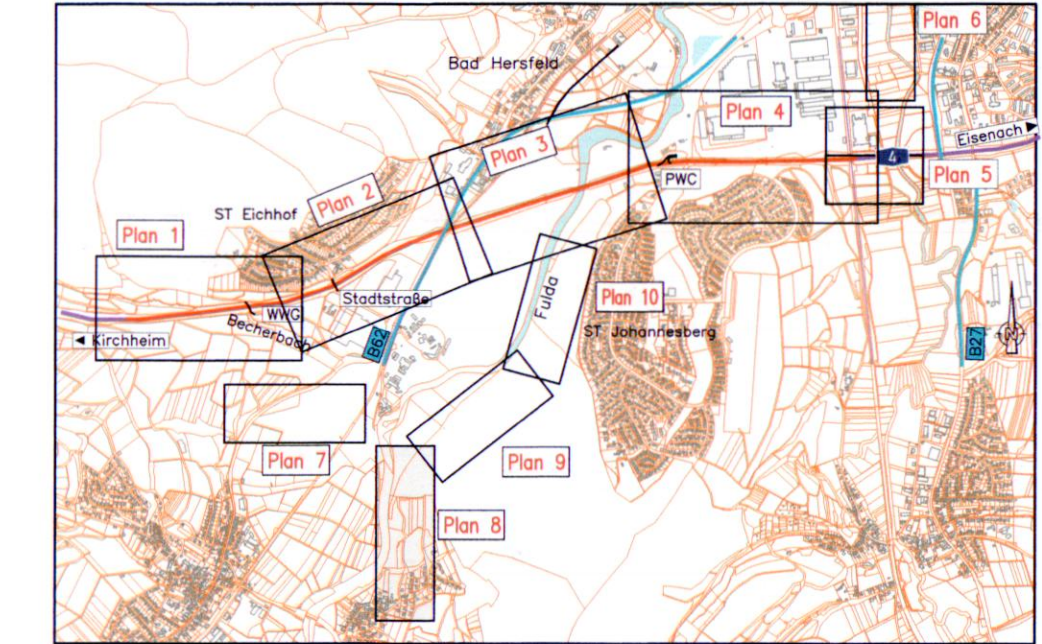 Plan 6
Bad Hersfeld
Plan 4
Eisenach
4
Plan 3
Plan 5
PWC
Plan 2
ST Eichhof
Plan 1
Stadtstraße
WWG
Becherbach
Kirchheim
Fulda
Plan 10
ST Johannesberg
B62
B27
N
Plan 7
Plan 9
Plan 8